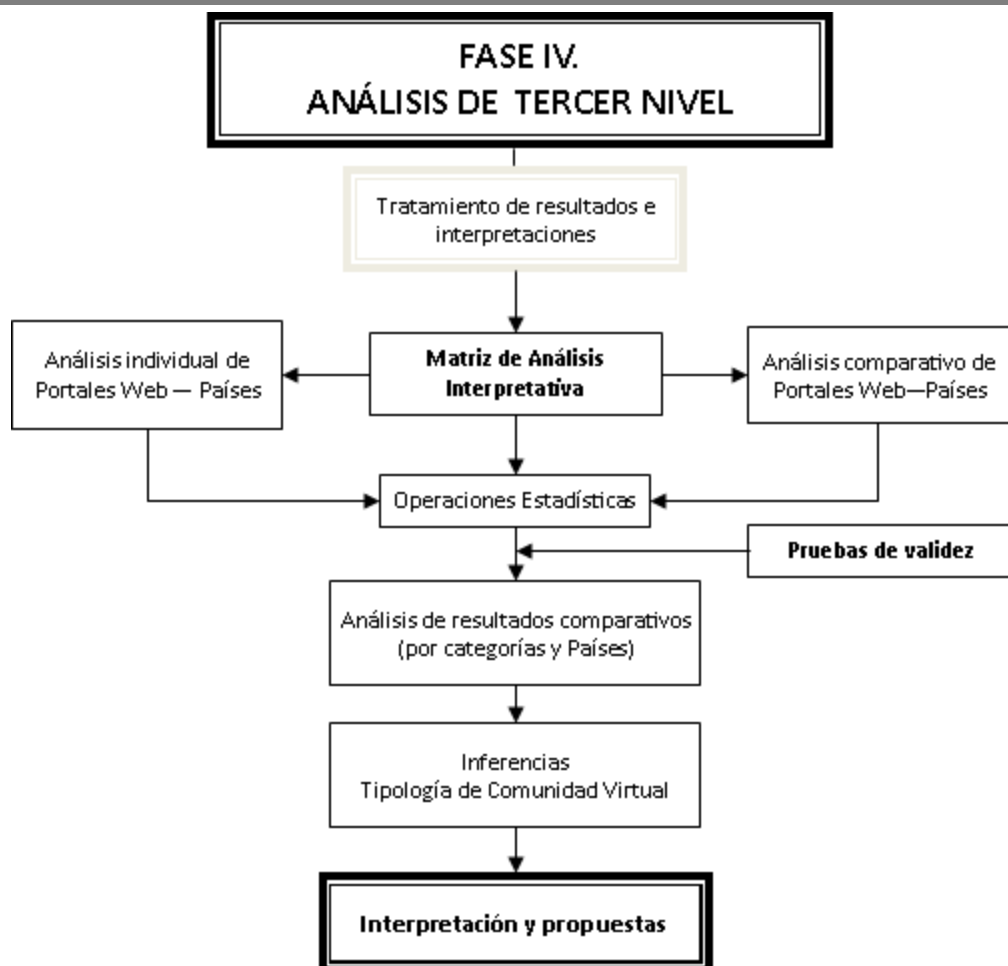 FASE IV.
ANÁLISIS DE TERCER NIVEL
Tratamiento de resultados e
interpretaciones
Análisis individual de
Portales Web — Países
Matriz de Análisis
Interpretativa
Análisis comparativo de
Portales Web—Países
Operaciones Estadísticas
Pruebas de validez
Análisis de resultados comparativos
(por categorías y Países)
Inferencias
Tipología de Comunidad Virtual
Interpretación y propuestas